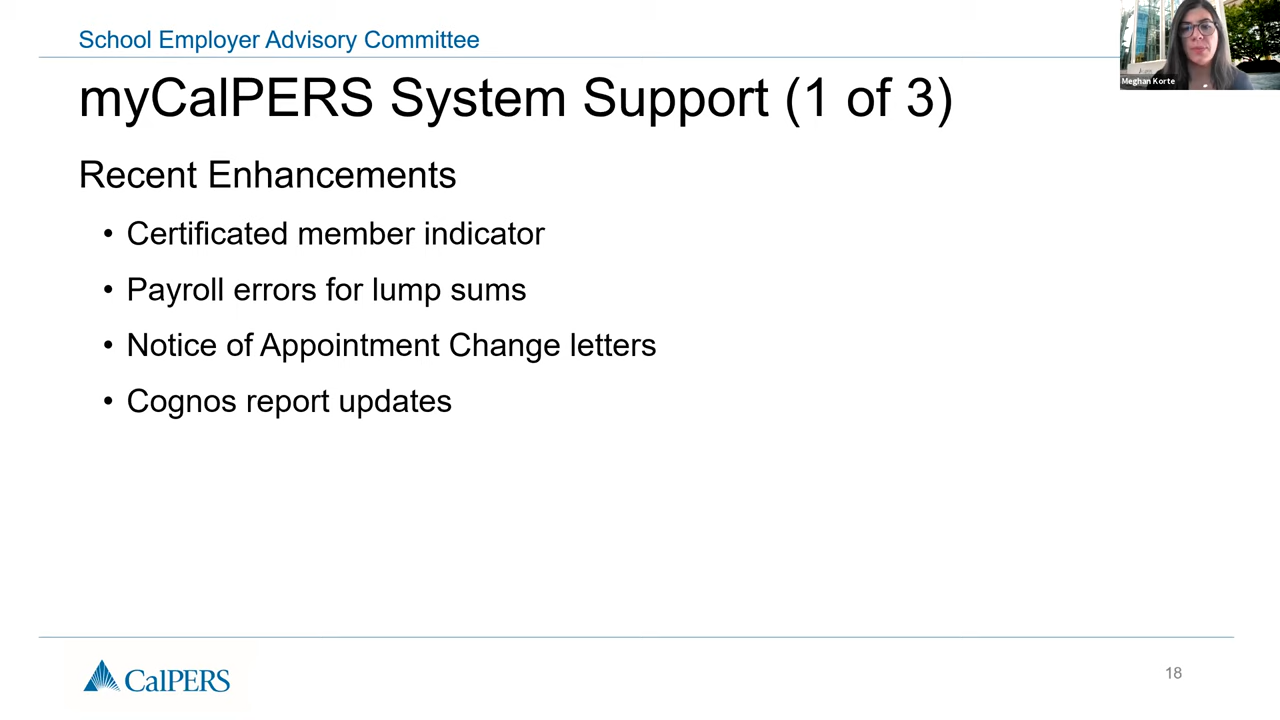 School Employer Advisory Committee
Meghan Korte
myCalPERS System Support (1 of 3)
Recent Enhancements
• Certificated member indicator
• Payroll errors for lump sums
• Notice of Appointment Change letters
• Cognos report updates
CalPERS
18